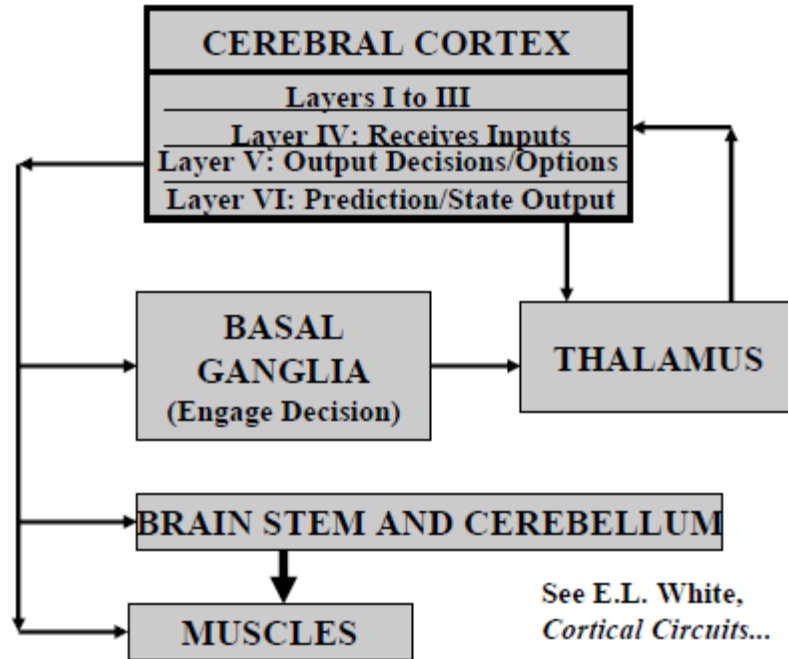 CEREBRAL CORTEX
Layers I to III
Layer IV: Receives Inputs
Layer V: Output Decisions/Options
Layer VI: Prediction/State Output
BASAL
GANGLIA
(Engage Decision)
THALAMUS
BRAIN STEM AND CEREBELLUM
MUSCLES
See E.L. White,
Cortical Circuits...